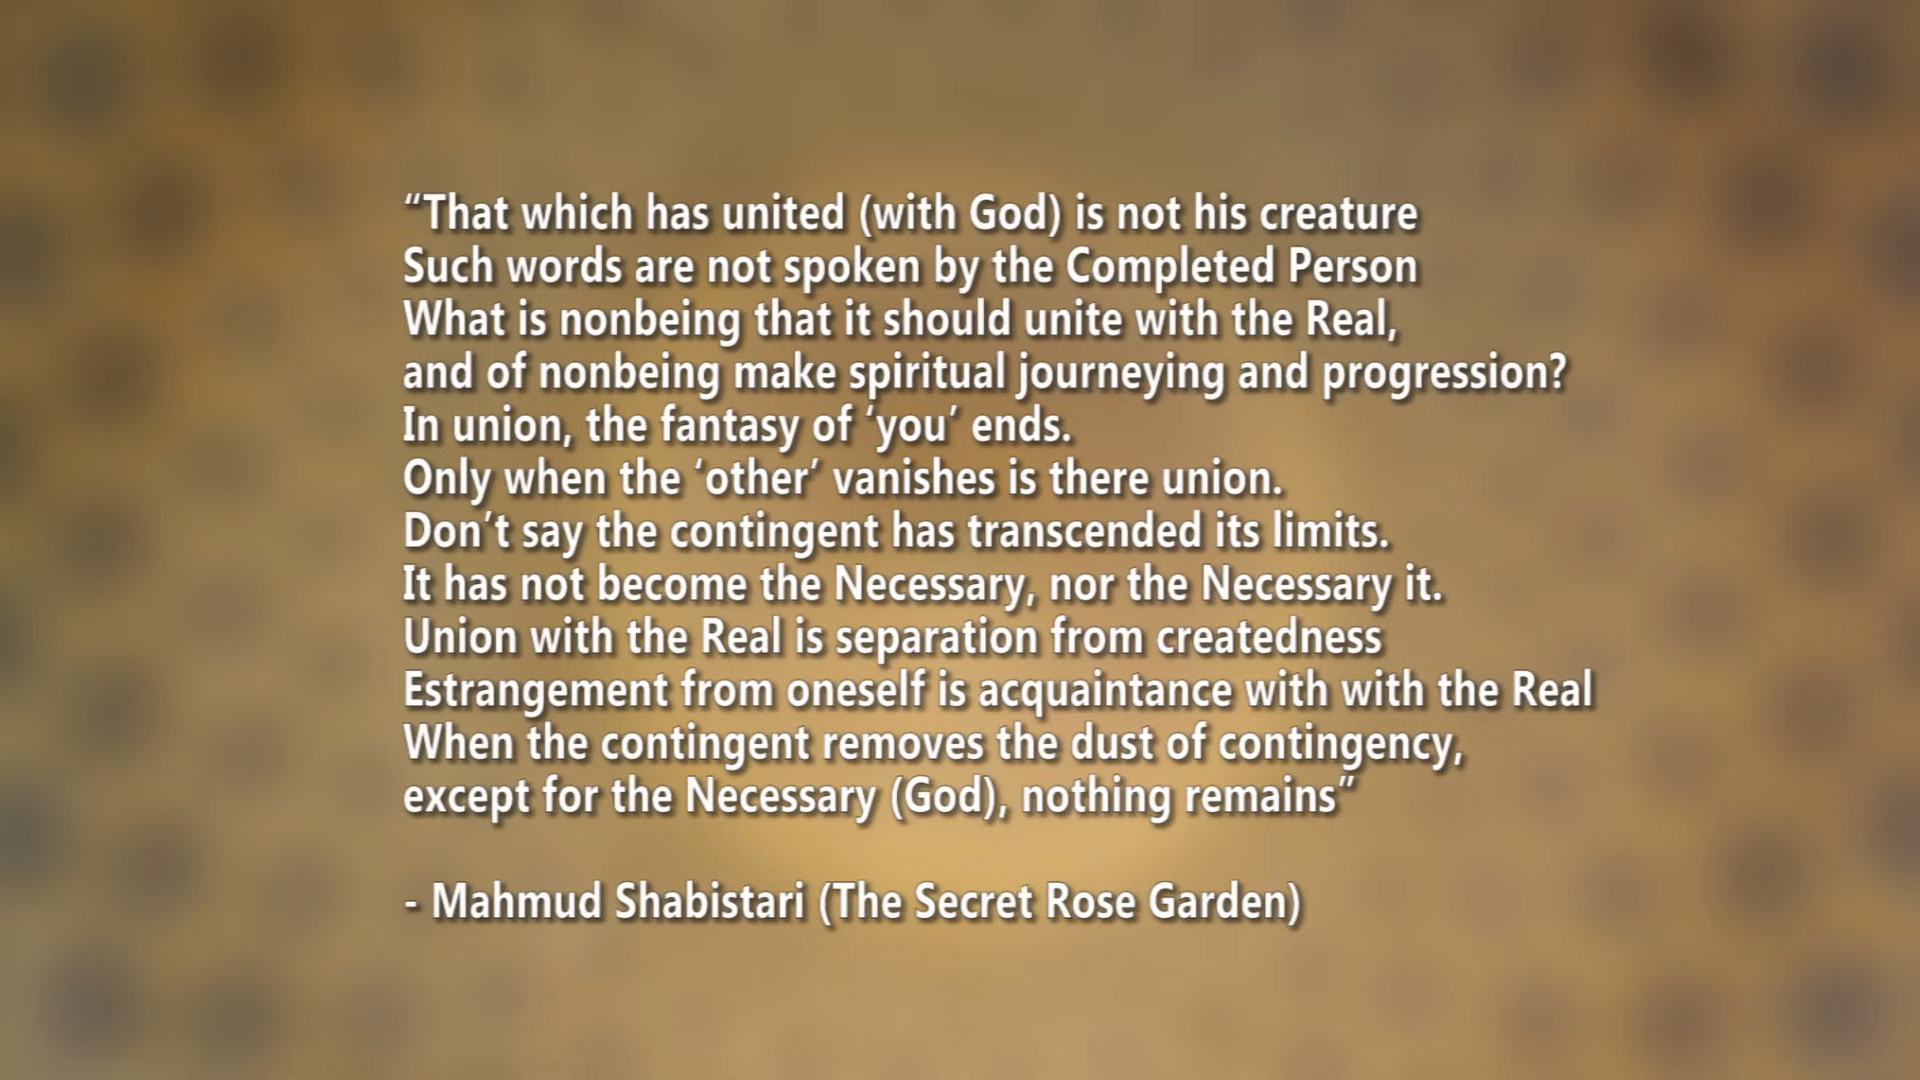 “That which has united (with God) is not his creature
Such words are not spoken by the Completed Person
What is nonbeing that it should unite with the Real,
and of nonbeing make spiritual journeying and progression?
In union, the fantasy of ‘you’ ends.
Only when the ‘other’ vanishes is there union.
Don’t say the contingent has transcended its limits.
It has not become the Necessary, nor the Necessary it.
Union with the Real is separation from createdness
Estrangement from oneself is acquaintance with with the Real
When the contingent removes the dust of contingency,
except for the Necessary (God), nothing remains”
- Mahmud Shabistari (The Secret Rose Garden)